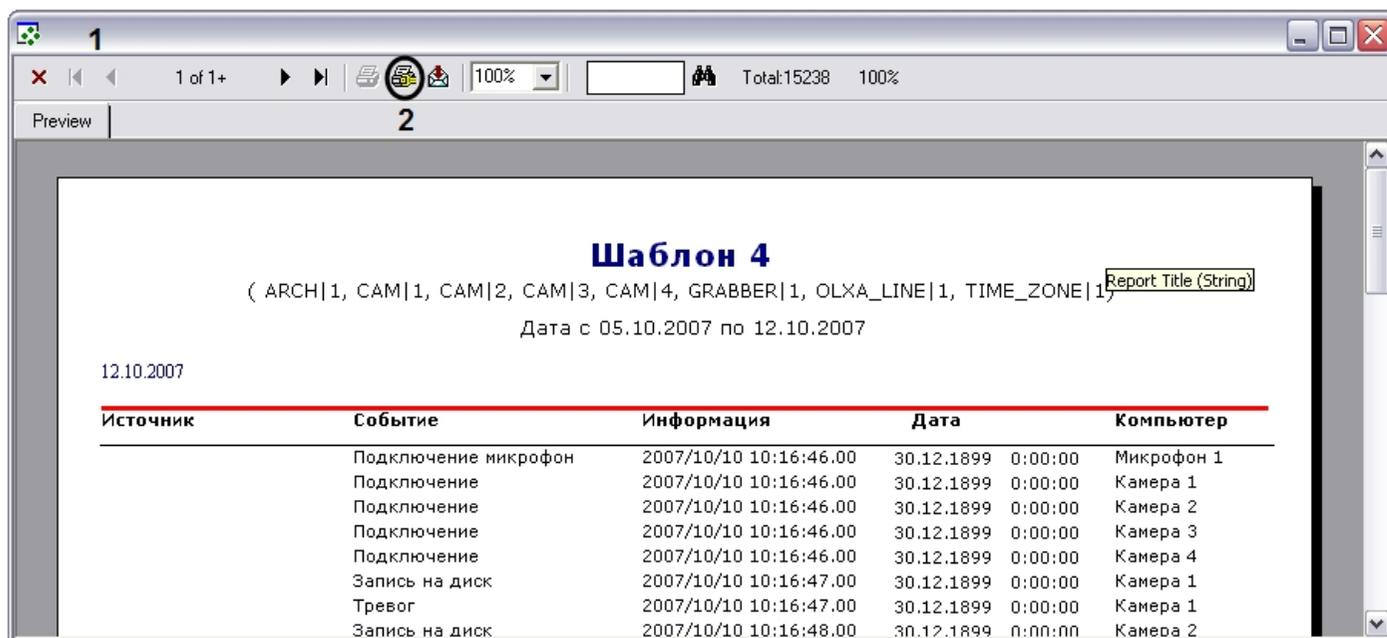 1
1 of 1+ 100% Total:15238 100%
Preview
2
Шаблон 4
( ARCH|1, CAM|1, CAM|2, CAM|3, CAM|4, GRABBER|1, OLXA_LINE|1, TIME_ZONE|1)
Report Title (String)
Дата с 05.10.2007 по 12.10.2007
12.10.2007
Источник Событие Информация Дата Компьютер
Подключение микрофон 2007/10/10 10:16:46.00 30.12.1899 0:00:00 Микрофон 1
Подключение 2007/10/10 10:16:46.00 30.12.1899 0:00:00 Камера 1
Подключение 2007/10/10 10:16:46.00 30.12.1899 0:00:00 Камера 2
Подключение 2007/10/10 10:16:46.00 30.12.1899 0:00:00 Камера 3
Подключение 2007/10/10 10:16:46.00 30.12.1899 0:00:00 Камера 4
Запись на диск 2007/10/10 10:16:47.00 30.12.1899 0:00:00 Камера 1
Тревог 2007/10/10 10:16:47.00 30.12.1899 0:00:00 Камера 1
Запись на диск 2007/10/10 10:16:48.00 30.12.1899 0:00:00 Камера 2